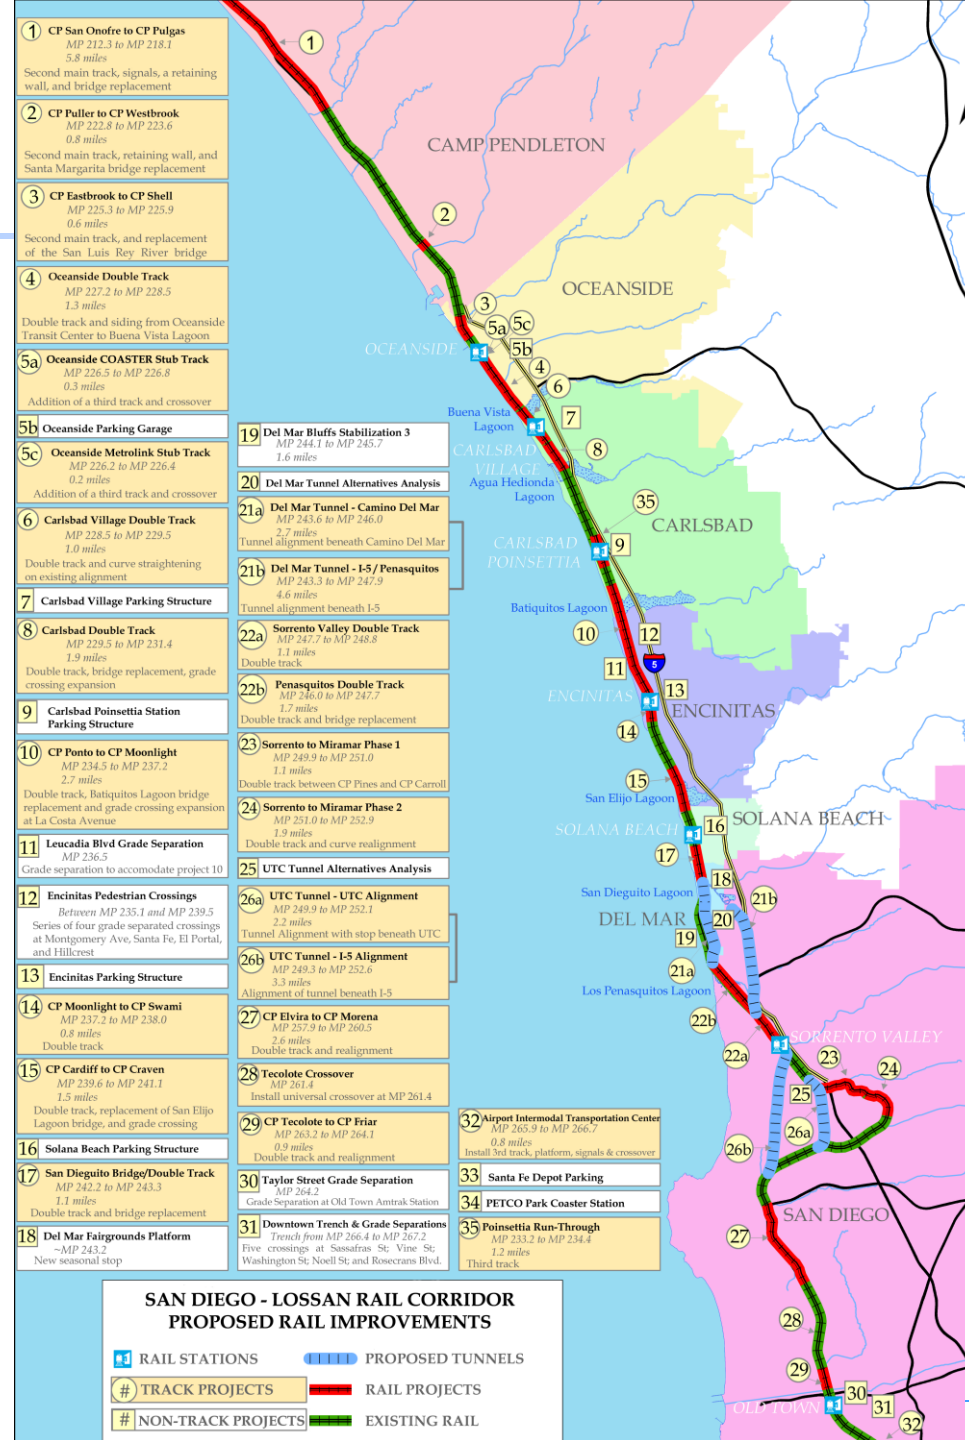 1 CP San Onofre to CP Pulgas
MP 212.3 to MP 218.1
5.8 miles
Second main track, signals, a retaining
wall, and bridge replacement
2 CP Puller to CP Westbrook
MP 222.8 to MP 223.6
0.8 miles
Second main track, retaining wall, and
Santa Margarita bridge replacement
3 CP Eastbrook to CP Shell
MP 225.3 to MP 225.9
0.6 miles
Second main track, and replacement
of the San Luis Rey River bridge
4 Oceanside Double Track
MP 227.2 to MP 228.5
1.3 miles
Double track and siding from Oceanside
Transit Center to Buena Vista Lagoon
5a Oceanside COASTER Stub Track
MP 226.5 to MP 226.8
0.3 miles
Addition of a third track and crossover
5b Oceanside Parking Garage
5c Oceanside Metrolink Stub Track
MP 226.2 to MP 226.4
0.2 miles
Addition of a third track and crossover
6 Carlsbad Village Double Track
MP 228.5 to MP 229.5
1.0 miles
Double track and curve straightening
on existing alignment
7 Carlsbad Village Parking Structure
8 Carlsbad Double Track
MP 229.5 to MP 231.4
1.9 miles
Double track, bridge replacement, grade
crossing expansion
9 Carlsbad Poinsettia Station
Parking Structure
10 CP Ponto to CP Moonlight
MP 234.5 to MP 237.2
2.7 miles
Double track, Batiquitos Lagoon bridge
replacement and grade crossing expansion
at La Costa Avenue
11 Leucadia Blvd Grade Separation
MP 236.5
Grade separation to accomodate project 10
12 Encinitas Pedestrian Crossings
Between MP 235.1 and MP 239.5
Series of four grade separated crossings
at Montgomery Ave, Santa Fe, El Portal,
and Hillcrest
13 Encinitas Parking Structure
14 CP Moonlight to CP Swami
MP 237.2 to MP 238.0
0.8 miles
Double track
15 CP Cardiff to CP Craven
MP 239.6 to MP 241.1
1.5 miles
Double track, replacement of San Elijo
Lagoon bridge, and grade crossing
16 Solana Beach Parking Structure
17 San Dieguito Bridge/Double Track
MP 242.2 to MP 243.3
1.1 miles
Double track and bridge replacement
18 Del Mar Fairgrounds Platform
~MP 243.2
New seasonal stop
19 Del Mar Bluffs Stabilization 3
MP 244.1 to MP 245.7
1.6 miles
20 Del Mar Tunnel Alternatives Analysis
21a Del Mar Tunnel - Camino Del Mar
MP 243.6 to MP 246.0
2.7 miles
Tunnel alignment beneath Camino Del Mar
21b Del Mar Tunnel - I-5 / Penasquitos
MP 243.3 to MP 247.9
4.6 miles
Tunnel alignment beneath I-5
22a Sorrento Valley Double Track
MP 247.7 to MP 248.8
1.1 miles
Double track
22b Penasquitos Double Track
MP 246.0 to MP 247.7
1.7 miles
Double track and bridge replacement
23 Sorrento to Miramar Phase 1
MP 249.9 to MP 251.0
1.1 miles
Double track between CP Pines and CP Carroll
24 Sorrento to Miramar Phase 2
MP 251.0 to MP 252.9
1.9 miles
Double track and curve realignment
25 UTC Tunnel Alternatives Analysis
26a UTC Tunnel - UTC Alignment
MP 249.9 to MP 252.1
2.2 miles
Tunnel Alignment with stop beneath UTC
26b UTC Tunnel - I-5 Alignment
MP 249.3 to MP 252.6
3.3 miles
Alignment of tunnel beneath I-5
27 CP Elvira to CP Morena
MP 257.9 to MP 260.5
2.6 miles
Double track and realignment
28 Tecolote Crossover
MP 261.4
Install universal crossover at MP 261.4
29 CP Tecolote to CP Friar
MP 263.2 to MP 264.1
0.9 miles
Double track and realignment
30 Taylor Street Grade Separation
MP 264.2
Grade Separation at Old Town Amtrak Station
31 Downtown Trench & Grade Separations
Trench from MP 266.4 to MP 267.2
Five crossings at Sassafras St; Vine St;
Washington St; Noell St; and Rosecrans Blvd.
32 Airport Intermodal Transportation Center
MP 265.9 to MP 266.7
0.8 miles
Install 3rd track, platform, signals & crossover
33 Santa Fe Depot Parking
34 PETCO Park Coaster Station
35 Poinsettia Run-Through
MP 233.2 to MP 234.4
1.2 miles
Third track
1
CAMP PENDLETON
2
OCEANSIDE
3
5a 5c
OCEANSIDE
5b
4
6
Buena Vista
Lagoon
7
CARLSBAD
VILLAGE
8
Agua Hedionda
Lagoon
35
CARLSBAD
CARLSBAD
POINSETTIA
9
Batiquitos Lagoon
10
12
11
5
13
ENCINITAS
ENCINITAS
14
15
San Elijo Lagoon
SOLANA BEACH
16
SOLANA BEACH
17
18
San Dieguito Lagoon
21b
DEL MAR
20
19
21a
Los Penasquitos Lagoon
22b
SORRENTO VALLEY
22a
23
24
25
26a
26b
SAN DIEGO
27
28
29
30
OLD TOWN
31
32
SAN DIEGO - LOSSAN RAIL CORRIDOR
PROPOSED RAIL IMPROVEMENTS
RAIL STATIONS
PROPOSED TUNNELS
# TRACK PROJECTS
RAIL PROJECTS
# NON-TRACK PROJECTS
EXISTING RAIL